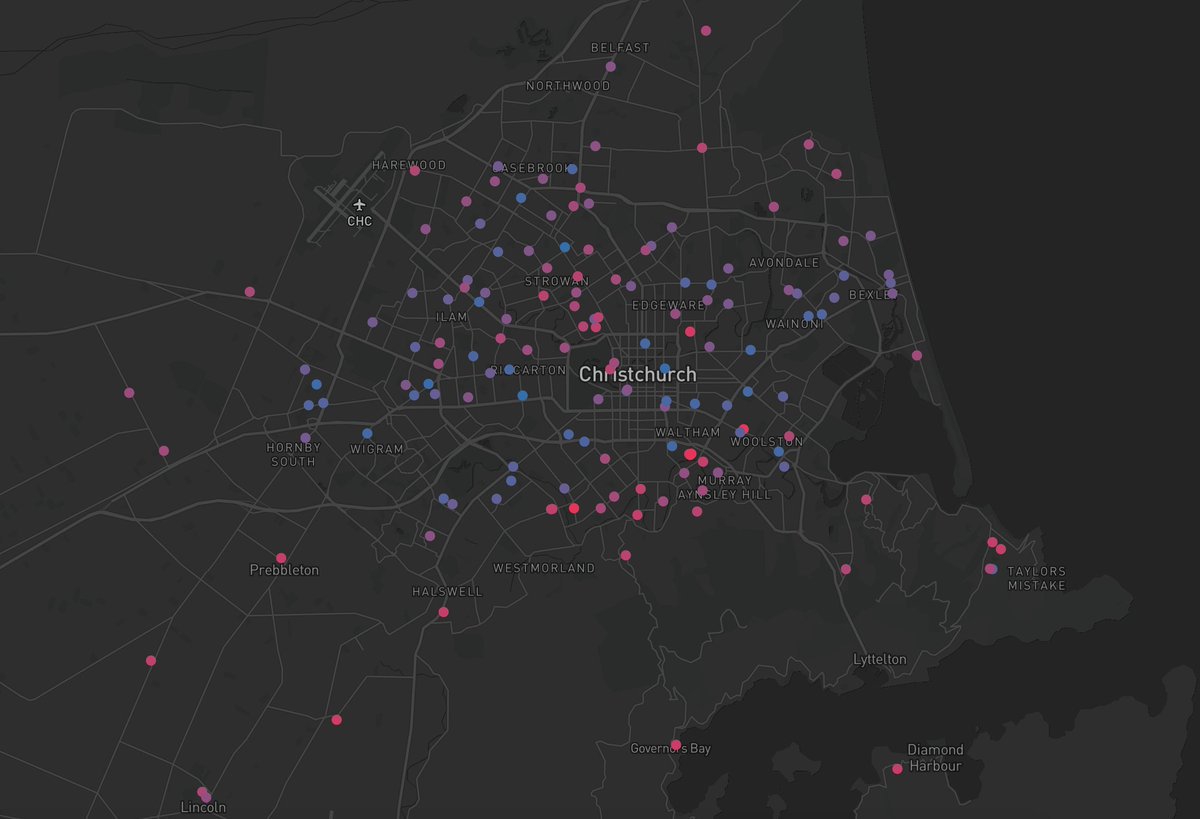 BELFAST
NORTHWOOD
HAREWOOD
CASEBROOK
CHC
AVONDALE
STROWAN
BEXLEY
EDGEWARE
ILAM
WAINONI
RICCARTON
Christchurch
WALTHAM
WOOLSTON
HORNBY
SOUTH
WIGRAM
MURRAY
AYNSLEY HILL
Prebbleton
WESTMORLAND
TAYLORS
MISTAKE
HALSWELL
Lyttelton
Governors Bay
Diamond
Harbour
Lincoln